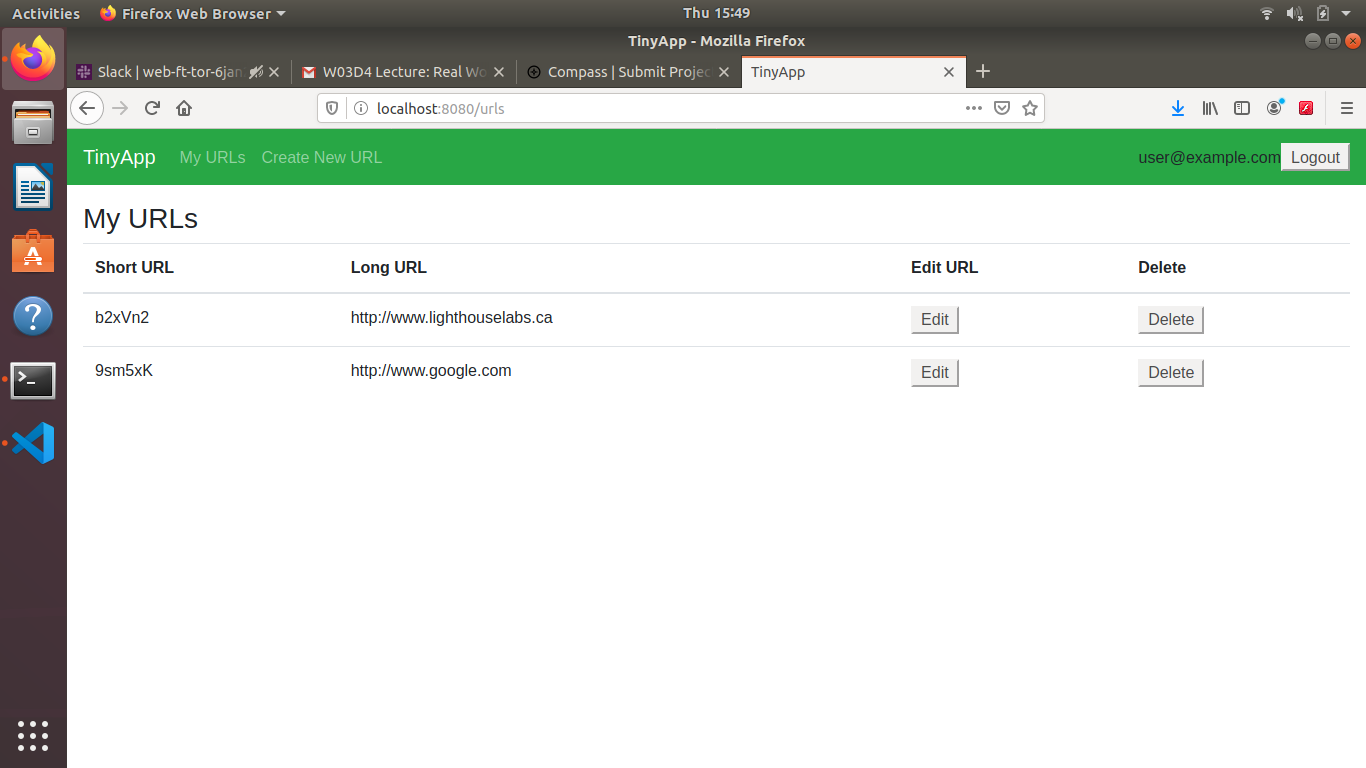 Activities Firefox Web Browser Thu 15:49
TinyApp - Mozilla Firefox
Slack | web-ft-tor-6jan W03D4 Lecture: Real Wo Compass | Submit Projec TinyApp
localhost:8080/urls
TinyApp My URLs Create New URL user@example.com Logout
My URLs
Short URL Long URL Edit URL Delete
b2xVn2 http://www.lighthouselabs.ca Edit Delete
9sm5xK http://www.google.com Edit Delete